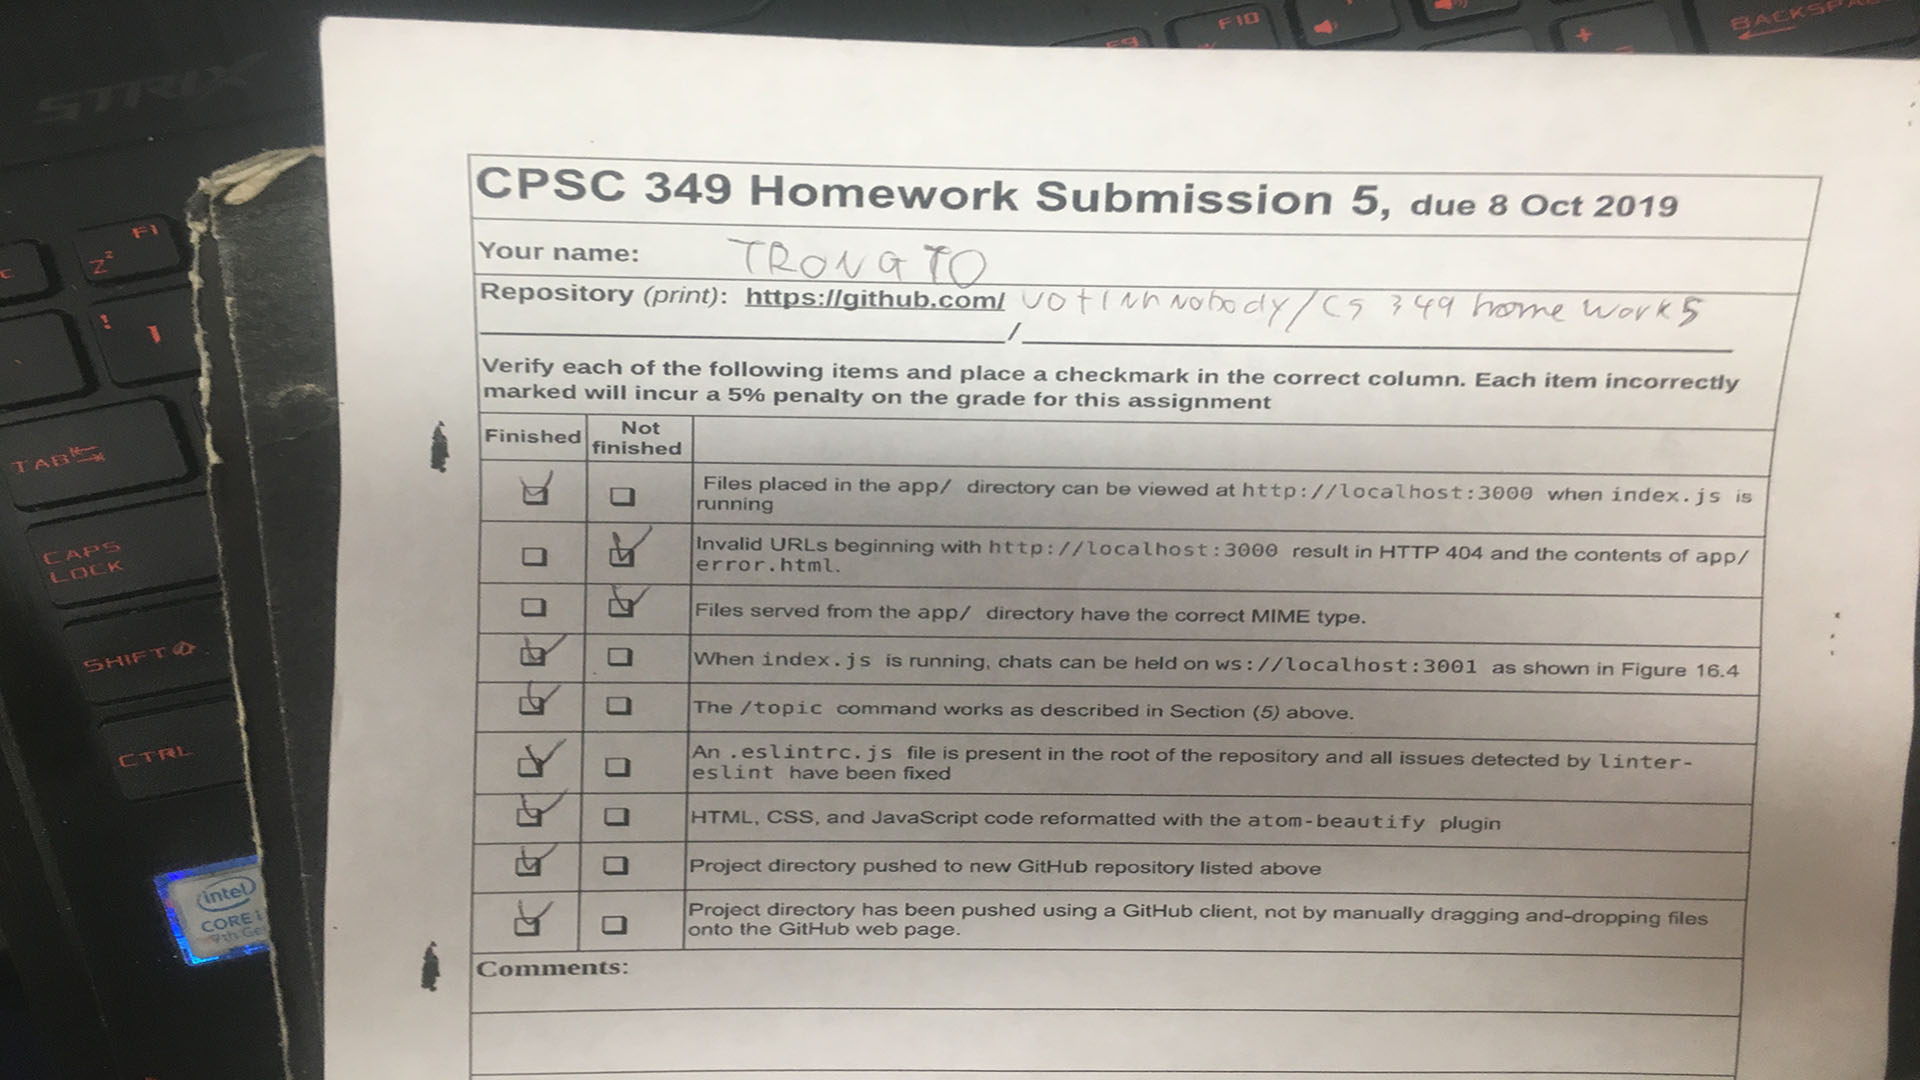 STRIX
F9
F10
BACKSPA
+
-
F1
Z
!
TAB
CAPS
LOCK
SHIFT
CTRL
intel
CORE i
9th Ge
CPSC 349 Homework Submission 5, due 8 Oct 2019
Your name: TRONG TO
Repository (print): https://github.com/ votinhnobody/cs349homework5
/
Verify each of the following items and place a checkmark in the correct column. Each item incorrectly
marked will incur a 5% penalty on the grade for this assignment
Finished
Not
finished
Files placed in the app/ directory can be viewed at http://localhost:3000 when index.js is
running
Invalid URLs beginning with http://localhost:3000 result in HTTP 404 and the contents of app/
error.html.
Files served from the app/ directory have the correct MIME type.
When index.js is running, chats can be held on ws://localhost:3001 as shown in Figure 16.4
The /topic command works as described in Section (5) above.
An .eslintrc.js file is present in the root of the repository and all issues detected by linter-
eslint have been fixed
HTML, CSS, and JavaScript code reformatted with the atom-beautify plugin
Project directory pushed to new GitHub repository listed above
Project directory has been pushed using a GitHub client, not by manually dragging and-dropping files
onto the GitHub web page.
Comments: